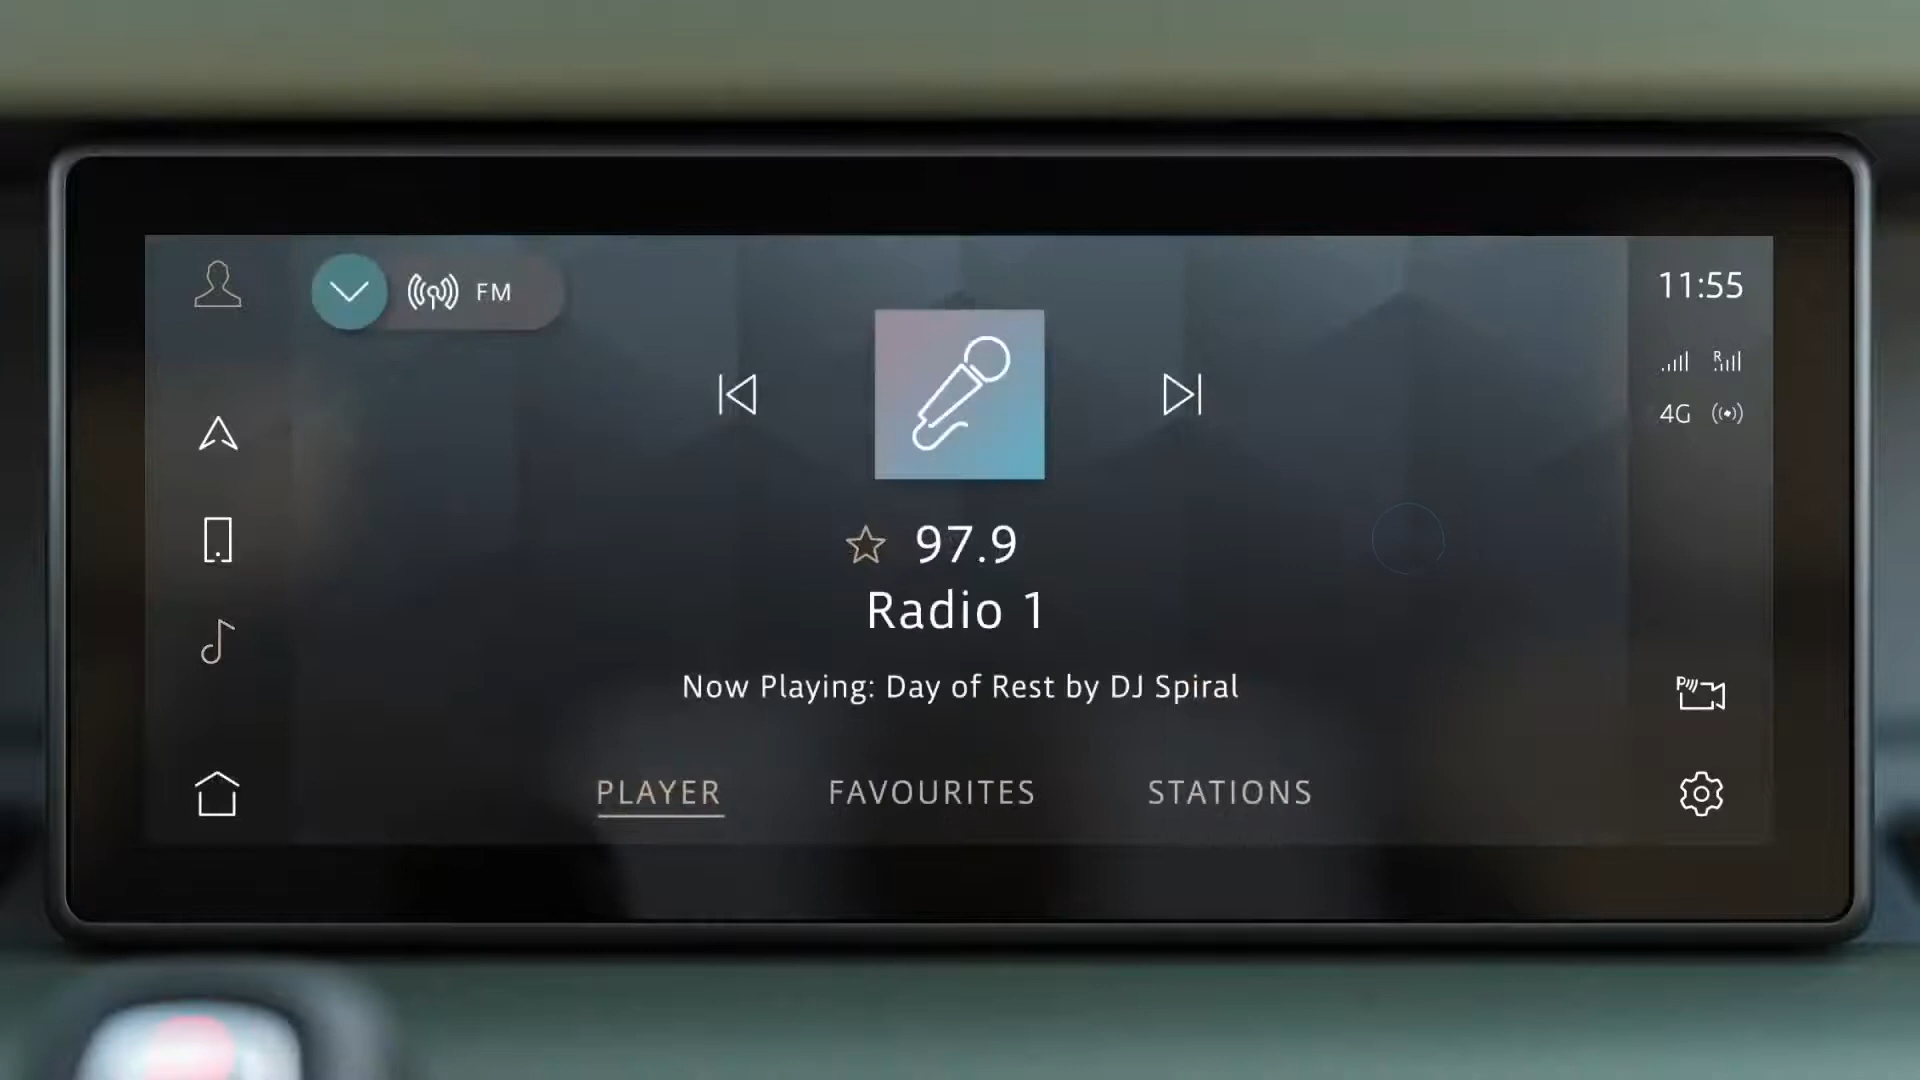 FM
11:55
R
4G
97.9
Radio 1
Now Playing: Day of Rest by DJ Spiral
PLAYER
FAVOURITES
STATIONS
P